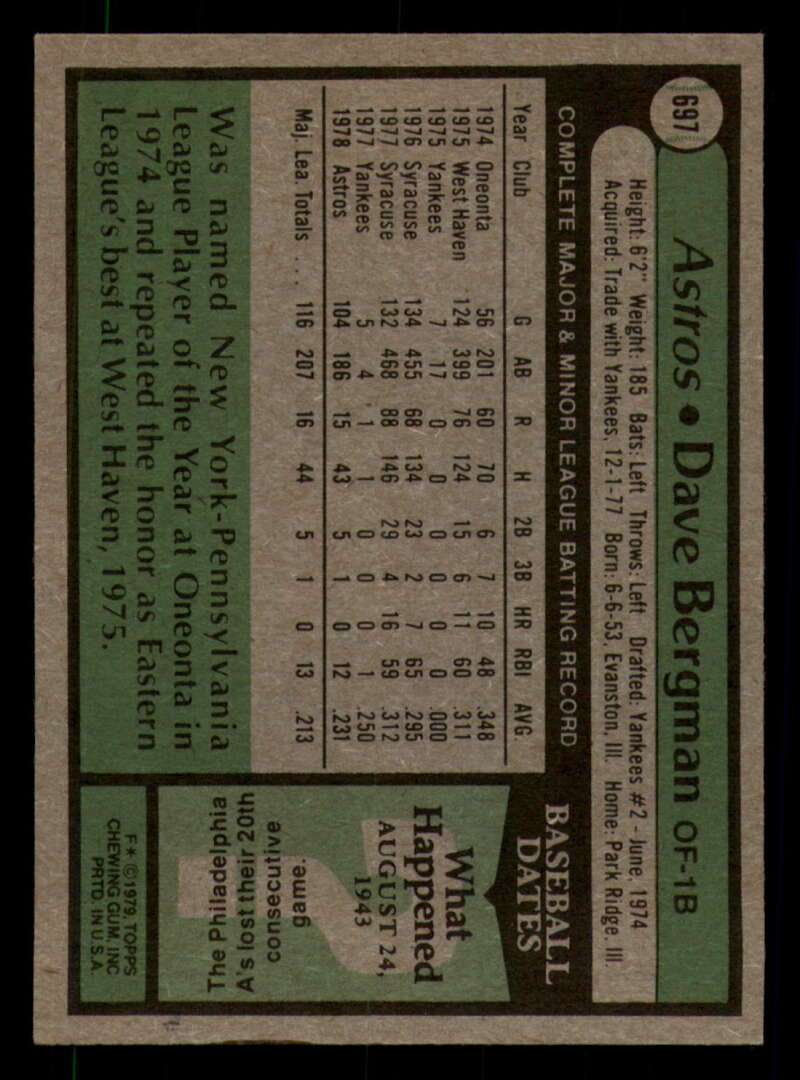 697
Astros • Dave Bergman OF-1B
Height: 6'2" Weight: 185 Bats: Left Throws: Left Drafted: Yankees #2 - June, 1974
Acquired: Trade with Yankees, 12-1-77 Born: 6-6-53, Evanston, Ill. Home: Park Ridge, Ill.
COMPLETE MAJOR & MINOR LEAGUE BATTING RECORD
Year Club G AB R H 2B 3B HR RBI AVG
1974 Oneonta 56 201 60 70 6 7 10 48 .348
1975 West Haven 124 399 76 124 15 6 11 60 .311
1975 Yankees 7 17 0 0 0 0 0 0 .000
1976 Syracuse 134 455 68 134 23 2 7 65 .295
1977 Syracuse 132 468 88 146 29 4 16 59 .312
1977 Yankees 5 4 1 1 0 0 0 1 .250
1978 Astros 104 186 15 43 5 1 0 12 .231
Maj. Lea. Totals ... 116 207 16 44 5 1 0 13 .213
Was named New York-Pennsylvania
League Player of the Year at Oneonta in
1974 and repeated the honor as Eastern
League's best at West Haven, 1975.
BASEBALL
DATES
What
Happened
AUGUST 24,
1943
The Philadelphia
A's lost their 20th
consecutive
game.
F* ©1979, TOPPS
CHEWING GUM, INC.
PRTD. IN U.S.A.